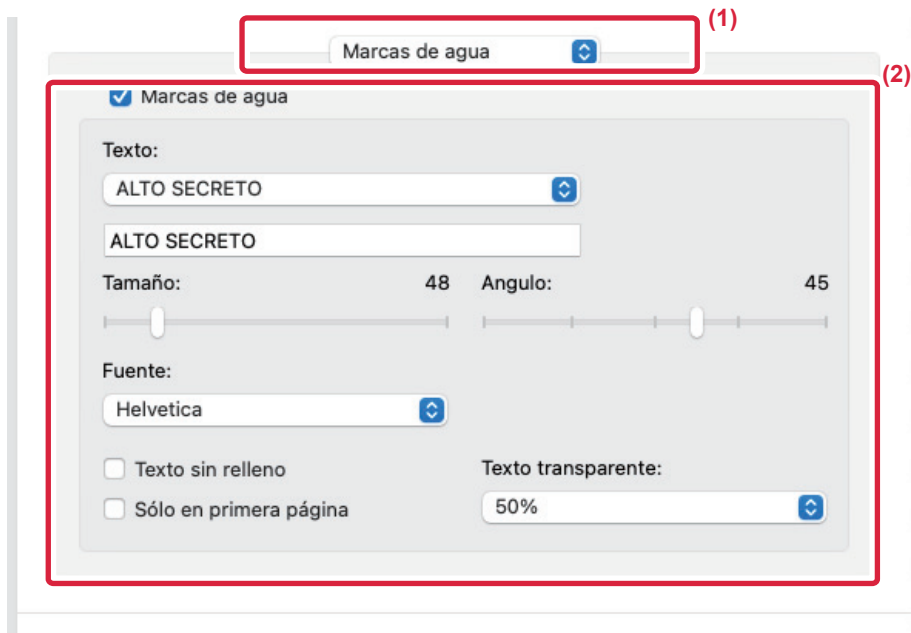 (1)
Marcas de agua
(2)
Marcas de agua
Texto:
ALTO SECRETO
ALTO SECRETO
Tamaño: 48 Angulo: 45
Fuente:
Helvetica
Texto sin relleno Texto transparente:
Sólo en primera página 50%